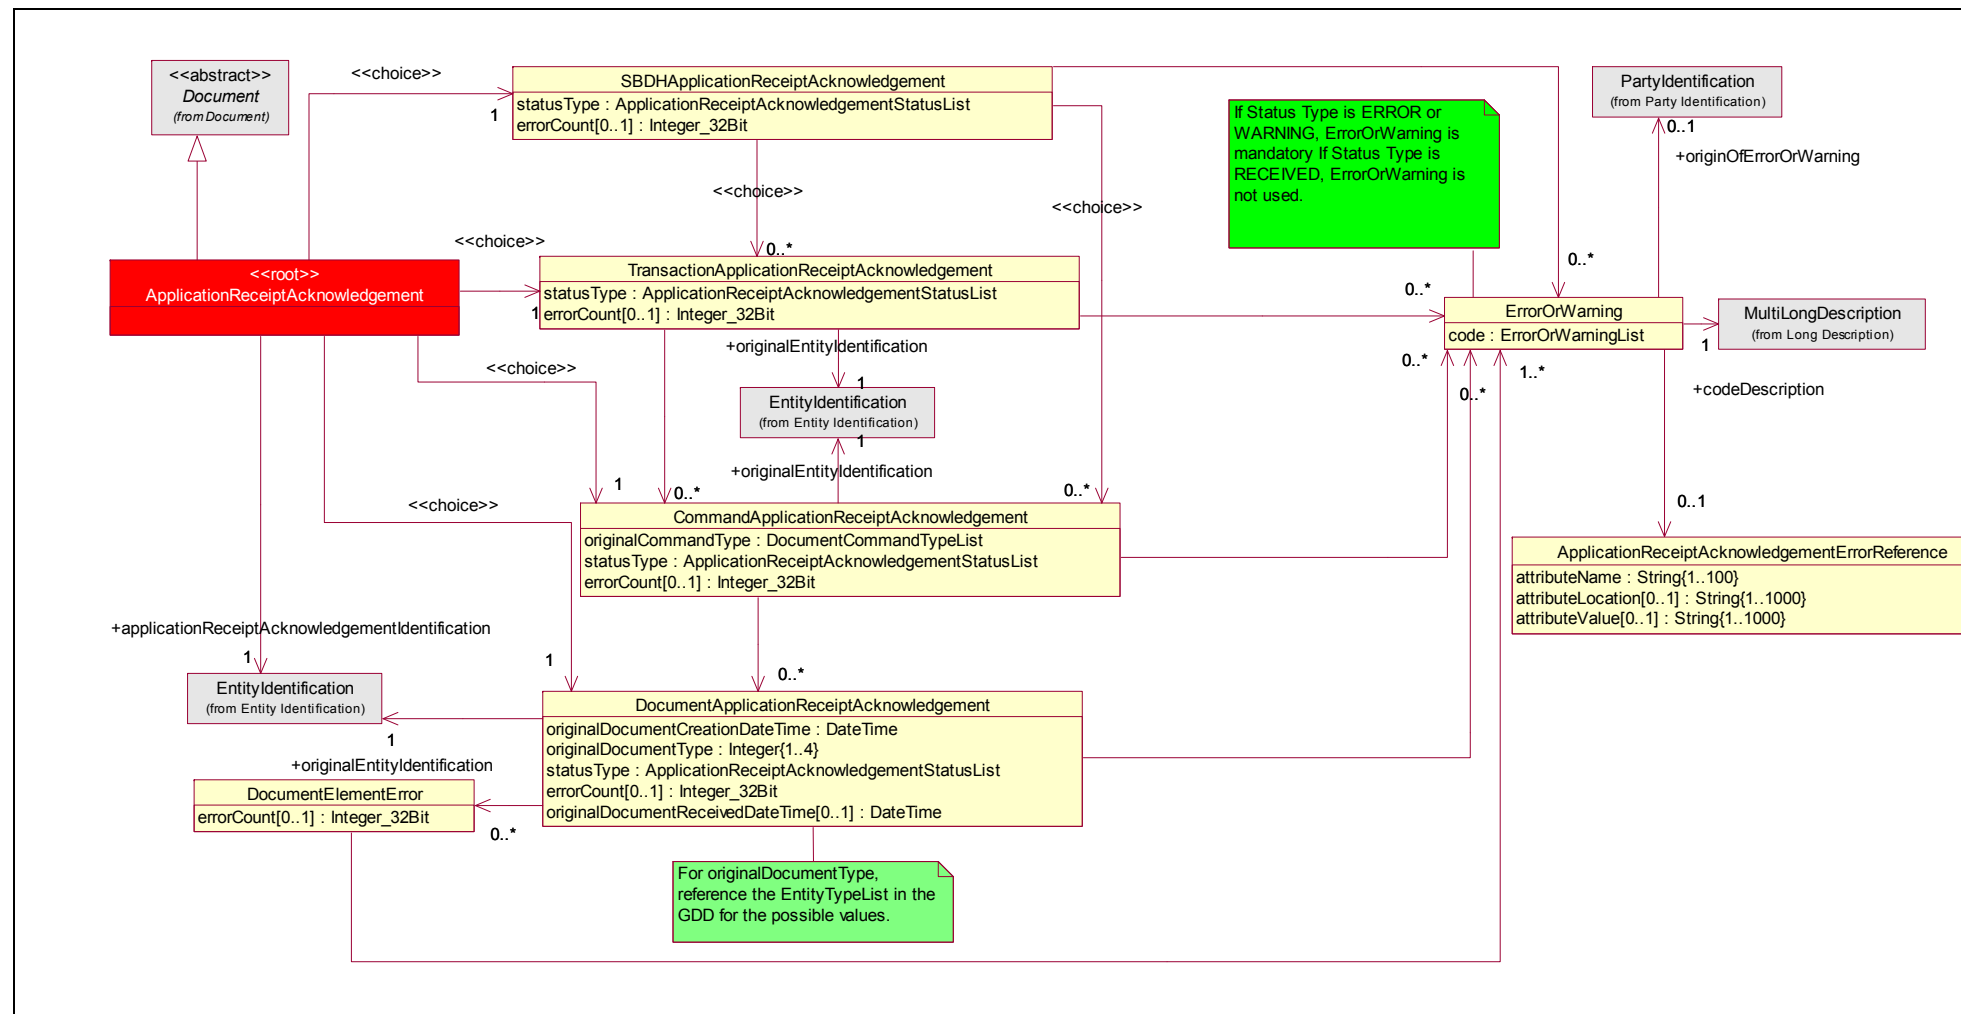 <<abstract>>
Document
(from Document)
<<choice>>
1
SBDHApplicationReceiptAcknowledgement
statusType : ApplicationReceiptAcknowledgementStatusList
errorCount[0..1] : Integer_32Bit
<<choice>>
<<choice>>
If Status Type is ERROR or
WARNING, ErrorOrWarning is
mandatory If Status Type is
RECEIVED, ErrorOrWarning is
not used.
PartyIdentification
(from Party Identification)
0..1
+originOfErrorOrWarning
<<root>>
ApplicationReceiptAcknowledgement
<<choice>>
1
0..*
TransactionApplicationReceiptAcknowledgement
statusType : ApplicationReceiptAcknowledgementStatusList
errorCount[0..1] : Integer_32Bit
0..*
0..*
ErrorOrWarning
code : ErrorOrWarningList
MultiLongDescription
(from Long Description)
1
+codeDescription
+originalEntityIdentification
1
EntityIdentification
(from Entity Identification)
1
+originalEntityIdentification
<<choice>>
1
0..*
0..*
0..*
0..*
1..*
CommandApplicationReceiptAcknowledgement
originalCommandType : DocumentCommandTypeList
statusType : ApplicationReceiptAcknowledgementStatusList
errorCount[0..1] : Integer_32Bit
0..1
ApplicationReceiptAcknowledgementErrorReference
attributeName : String{1..100}
attributeLocation[0..1] : String{1..1000}
attributeValue[0..1] : String{1..1000}
<<choice>>
1
0..*
+applicationReceiptAcknowledgementIdentification
1
EntityIdentification
(from Entity Identification)
1
+originalEntityIdentification
DocumentApplicationReceiptAcknowledgement
originalDocumentCreationDateTime : DateTime
originalDocumentType : Integer{1..4}
statusType : ApplicationReceiptAcknowledgementStatusList
errorCount[0..1] : Integer_32Bit
originalDocumentReceivedDateTime[0..1] : DateTime
DocumentElementError
errorCount[0..1] : Integer_32Bit
0..*
For originalDocumentType,
reference the EntityTypeList in the
GDD for the possible values.